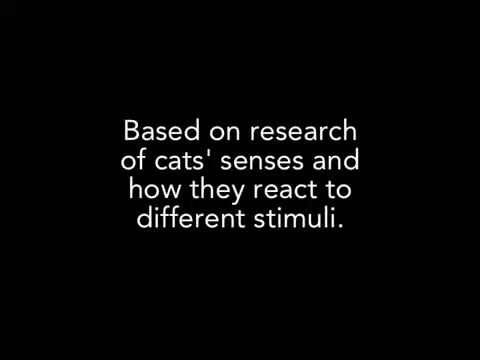 Based on research
of cats' senses and
how they react to
different stimuli.